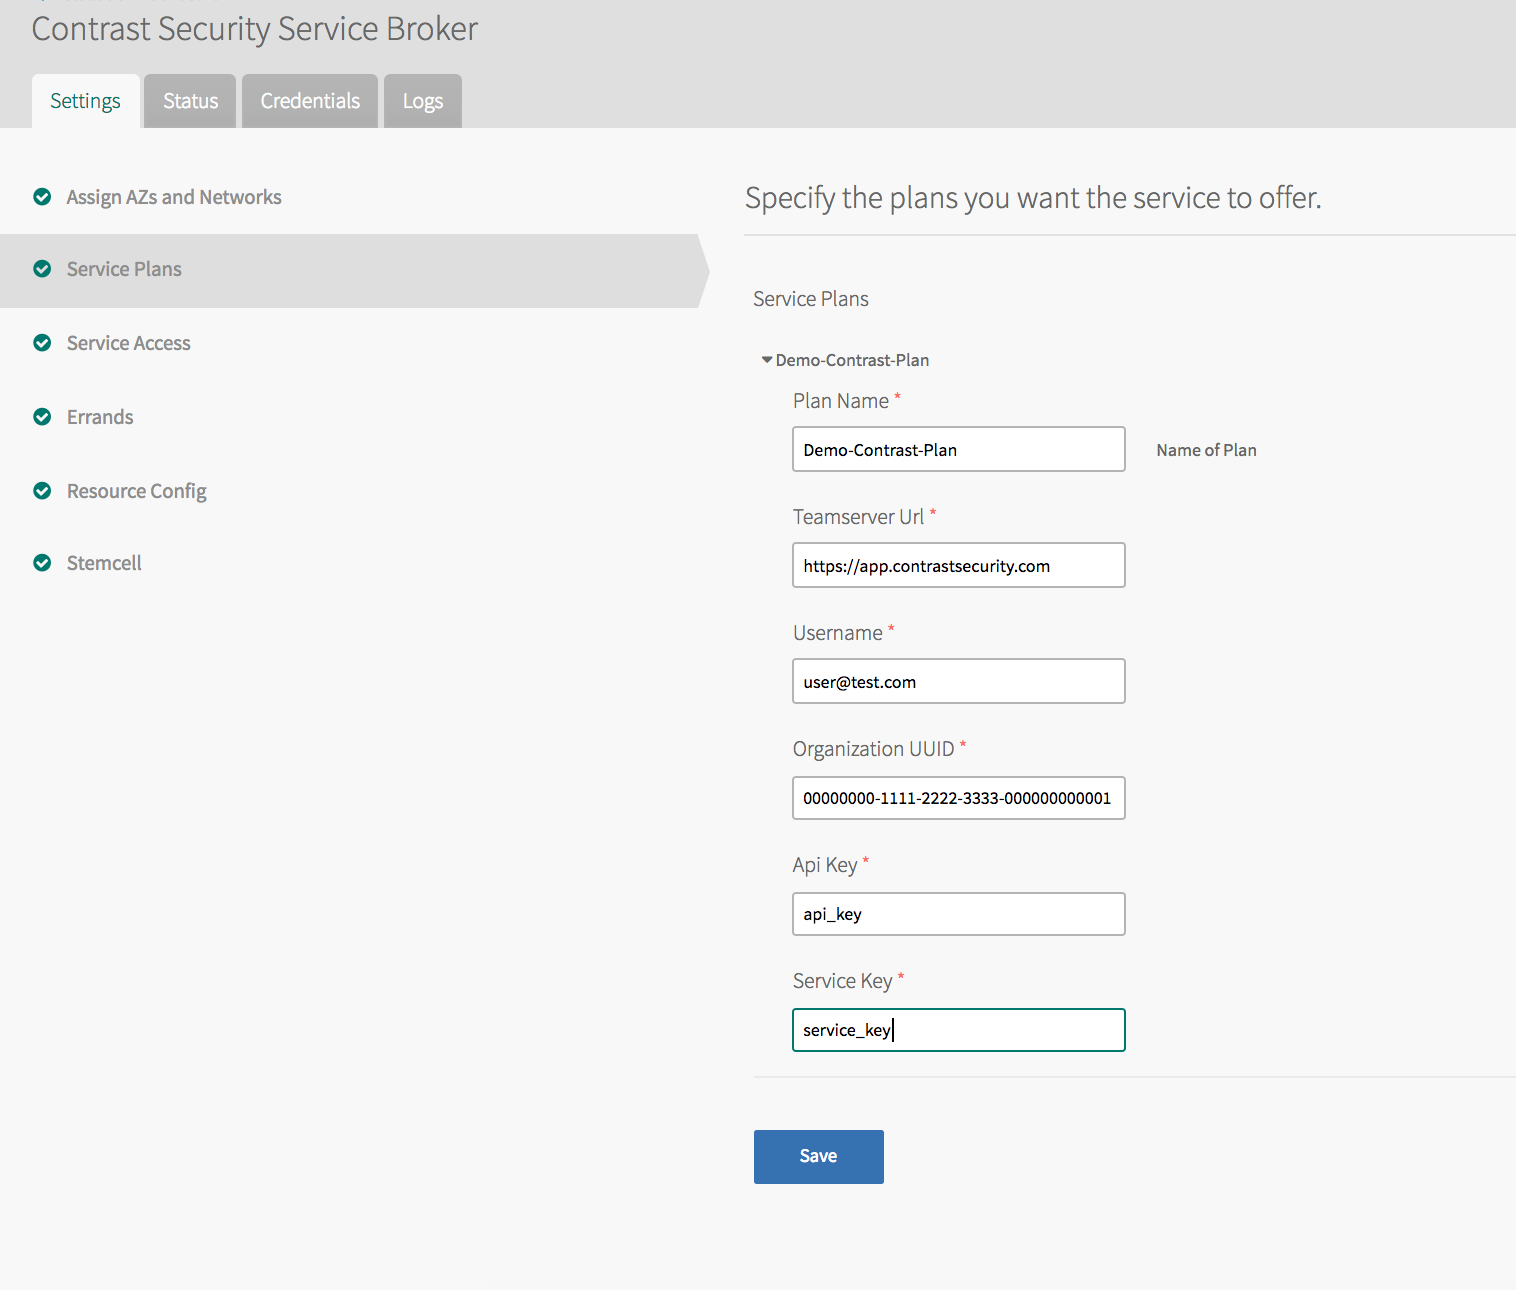 Contrast Security Service Broker
Settings
Status
Credentials
Logs
Assign AZs and Networks
Service Plans
Service Access
Errands
Resource Config
Stemcell
Specify the plans you want the service to offer.
Service Plans
Demo-Contrast-Plan
Plan Name *
Demo-Contrast-Plan
Name of Plan
Teamserver Url *
https://app.contrastsecurity.com
Username *
user@test.com
Organization UUID *
00000000-1111-2222-3333-000000000001
Api Key *
api_key
Service Key *
service_key
Save